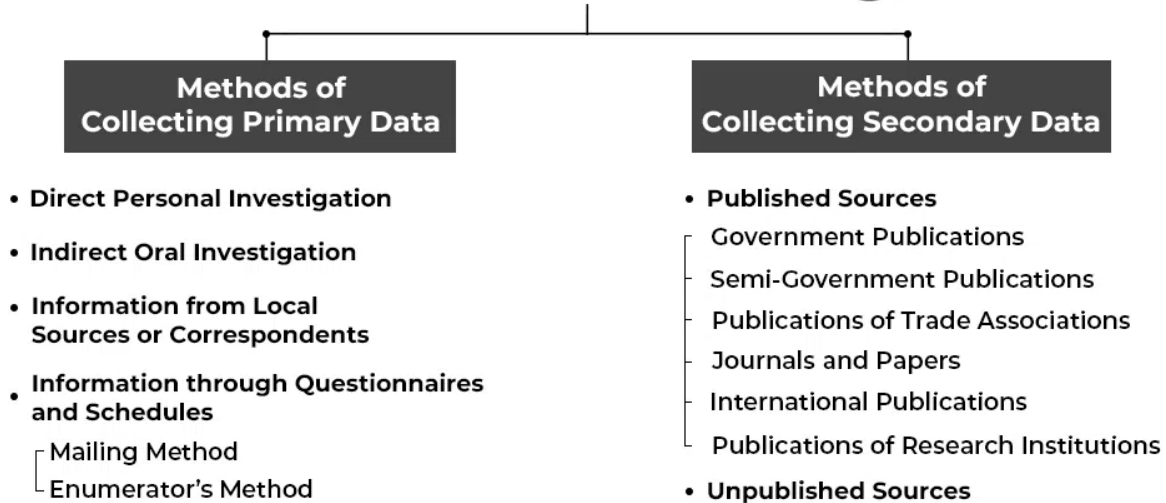 Methods of
Collecting Primary Data
• Direct Personal Investigation
• Indirect Oral Investigation
• Information from Local
Sources or Correspondents
• Information through Questionnaires
and Schedules
Mailing Method
Enumerator’s Method
Methods of
Collecting Secondary Data
• Published Sources
Government Publications
Semi-Government Publications
Publications of Trade Associations
Journals and Papers
International Publications
Publications of Research Institutions
• Unpublished Sources